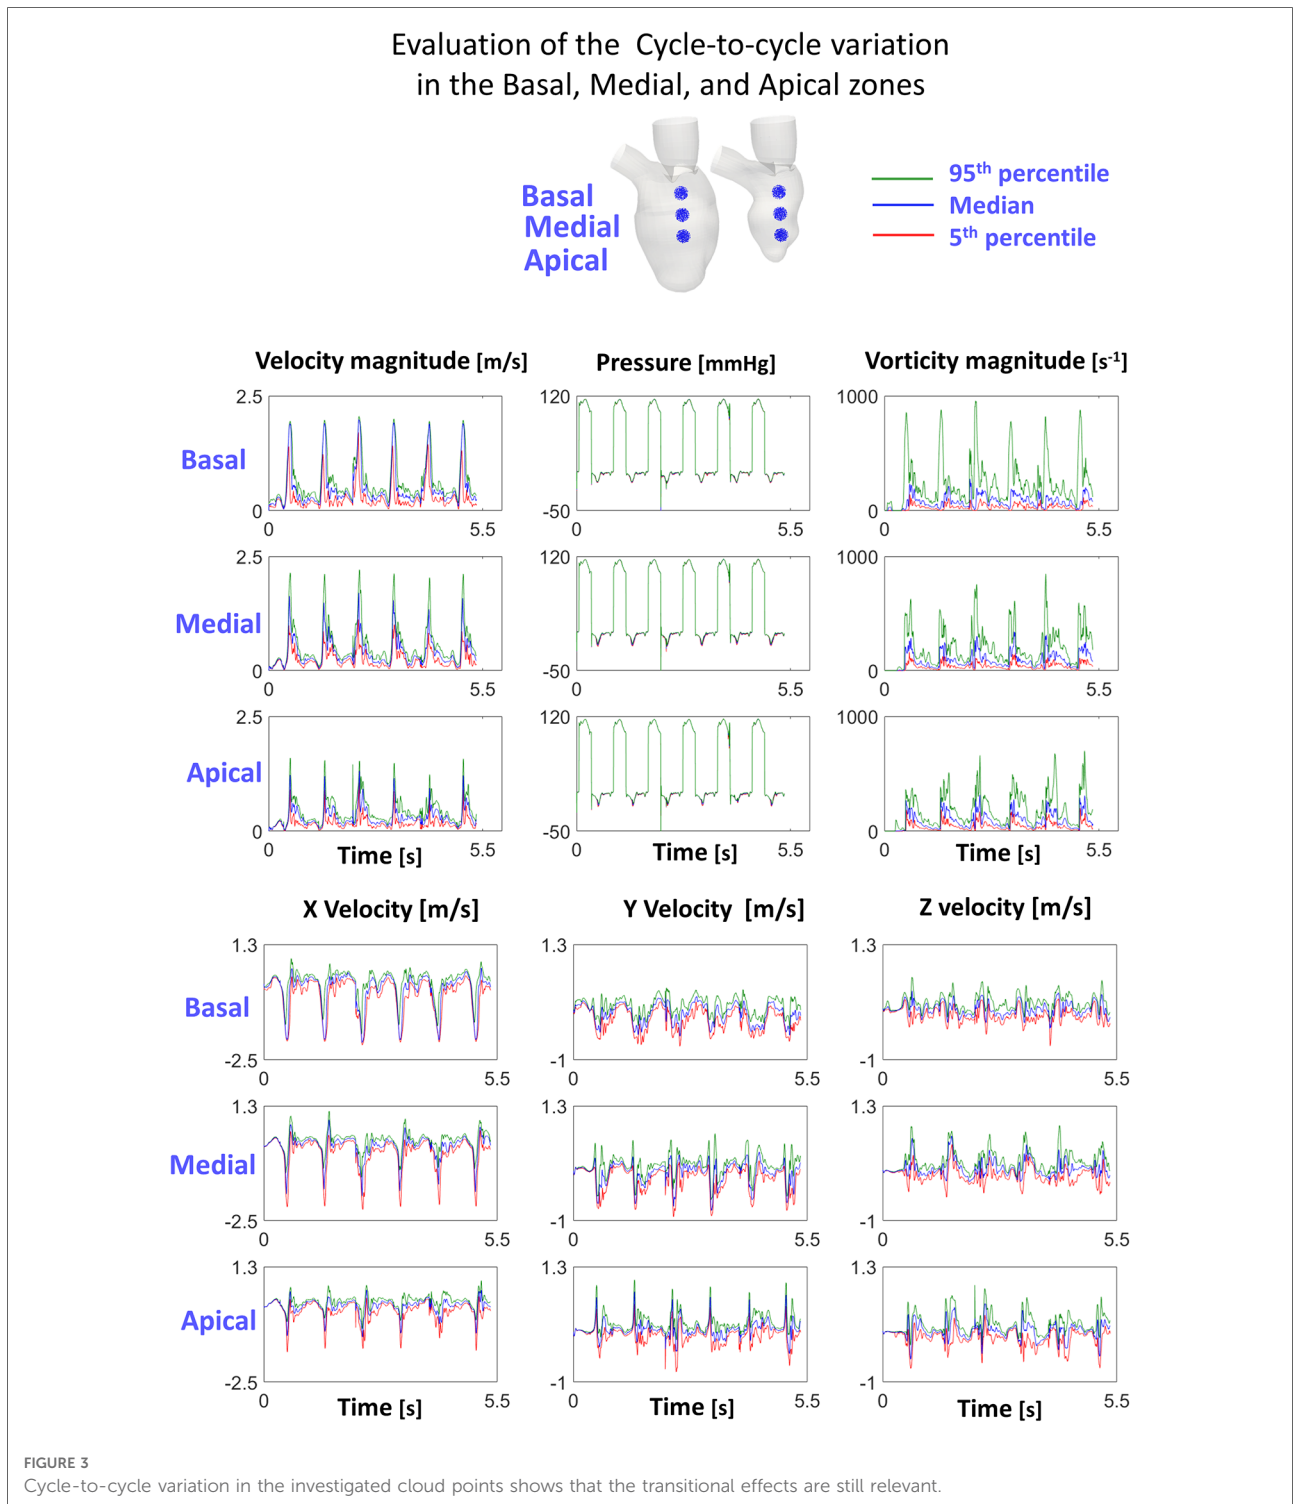 Evaluation of the Cycle-to-cycle variation
in the Basal, Medial, and Apical zones
Basal
Medial
Apical
95th percentile
Median
5th percentile
Velocity magnitude [m/s]
Pressure [mmHg]
Vorticity magnitude [s-1]
Basal
2.5
0
0
5.5
120
-50
0
5.5
1000
0
0
5.5
Medial
2.5
0
0
5.5
120
-50
0
5.5
1000
0
0
5.5
Apical
2.5
0
0
5.5
Time [s]
120
-50
0
5.5
Time [s]
1000
0
0
5.5
Time [s]
X Velocity [m/s]
Y Velocity [m/s]
Z velocity [m/s]
Basal
1.3
-2.5
0
5.5
1.3
-1
0
5.5
1.3
-1
0
5.5
Medial
1.3
-2.5
0
5.5
1.3
-1
0
5.5
1.3
-1
0
5.5
Apical
1.3
-2.5
0
5.5
Time [s]
1.3
-1
0
5.5
Time [s]
1.3
-1
0
5.5
Time [s]
FIGURE 3
Cycle-to-cycle variation in the investigated cloud points shows that the transitional effects are still relevant.